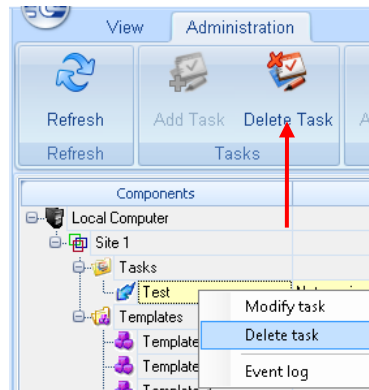 View Administration
Refresh Add Task Delete Task
Refresh Tasks
Components
Local Computer
Site 1
Tasks
Test
Modify task
Templates
Delete task
Template
Template
Event log